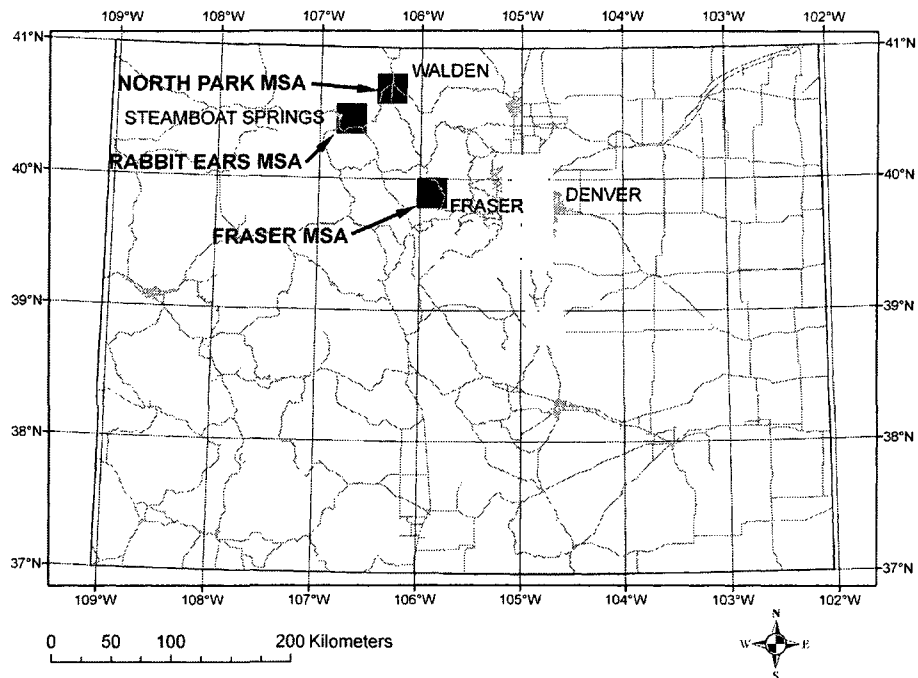 109°W 108°W 107°W 106°W 105°W 104°W 103°W 102°W
41°N 41°N
WALDEN
NORTH PARK MSA
STEAMBOAT SPRINGS
RABBIT EARS MSA
40°N 40°N
DENVER
FRASER
FRASER MSA
39°N 39°N
38°N 38°N
37°N 37°N
109°W 108°W 107°W 106°W 105°W 104°W 103°W 102°W
0 50 100 200 Kilometers
N
W E
S